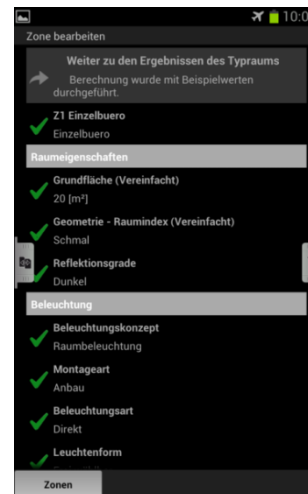 10:0
Zone bearbeiten
Weiter zu den Ergebnissen des Typraums
Berechnung wurde mit Beispielwerten
durchgeführt.
Z1 Einzelbuero
Einzelbuero
Raumeigenschaften
Grundfläche (Vereinfacht)
20 [m²]
Geometrie - Raumindex (Vereinfacht)
Schmal
Reflektionsgrade
Dunkel
Beleuchtung
Beleuchtungskonzept
Raumbeleuchtung
Montageart
Anbau
Beleuchtungsart
Direkt
Leuchtenform
Zonen